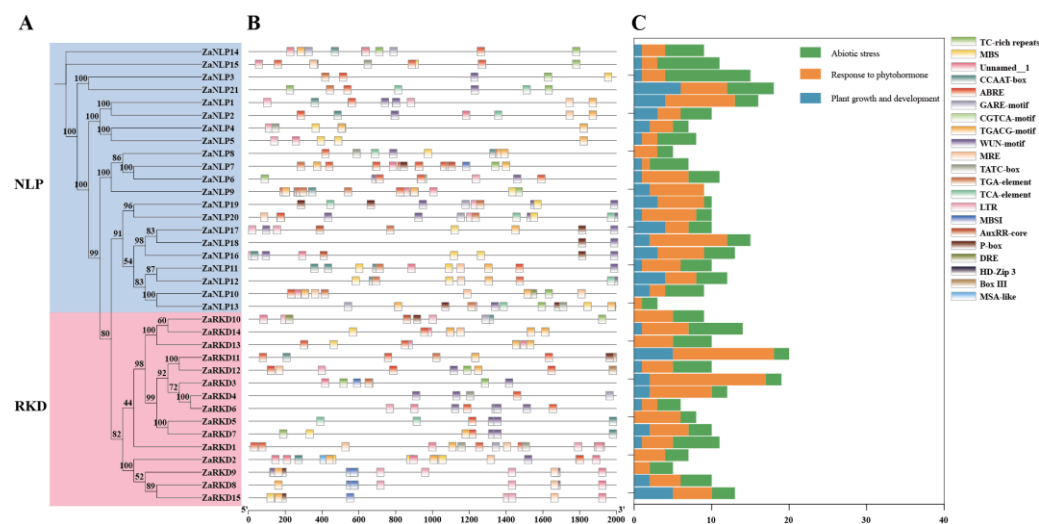 A
B
C
NLP
RKD
ZaNLP14
ZaNLP15
ZaNLP3
ZaNLP21
ZaNLP1
ZaNLP2
ZaNLP4
ZaNLP5
ZaNLP8
ZaNLP7
ZaNLP6
ZaNLP9
ZaNLP19
ZaNLP20
ZaNLP17
ZaNLP18
ZaNLP16
ZaNLP11
ZaNLP12
ZaNLP10
ZaNLP13
ZaRKD10
ZaRKD14
ZaRKD13
ZaRKD11
ZaRKD12
ZaRKD3
ZaRKD4
ZaRKD6
ZaRKD5
ZaRKD7
ZaRKD1
ZaRKD2
ZaRKD9
ZaRKD8
ZaRKD15
100
100
100
100
100
100
86
100
100
99
96
91
83
98
54
87
83
100
80
60
100
98
100
92
72
100
99
100
44
82
100
52
89
5'
3'
0 200 400 600 800 1000 1200 1400 1600 1800 2000
Abiotic stress
Response to phytohormone
Plant growth and development
0 10 20 30 40
TC-rich repeats
MBS
Unnamed__1
CCAAT-box
ABRE
GARE-motif
CGTCA-motif
TGACG-motif
WUN-motif
MRE
TATC-box
TGA-element
TCA-element
LTR
MBSI
AuxRR-core
P-box
DRE
HD-Zip 3
Box III
MSA-like